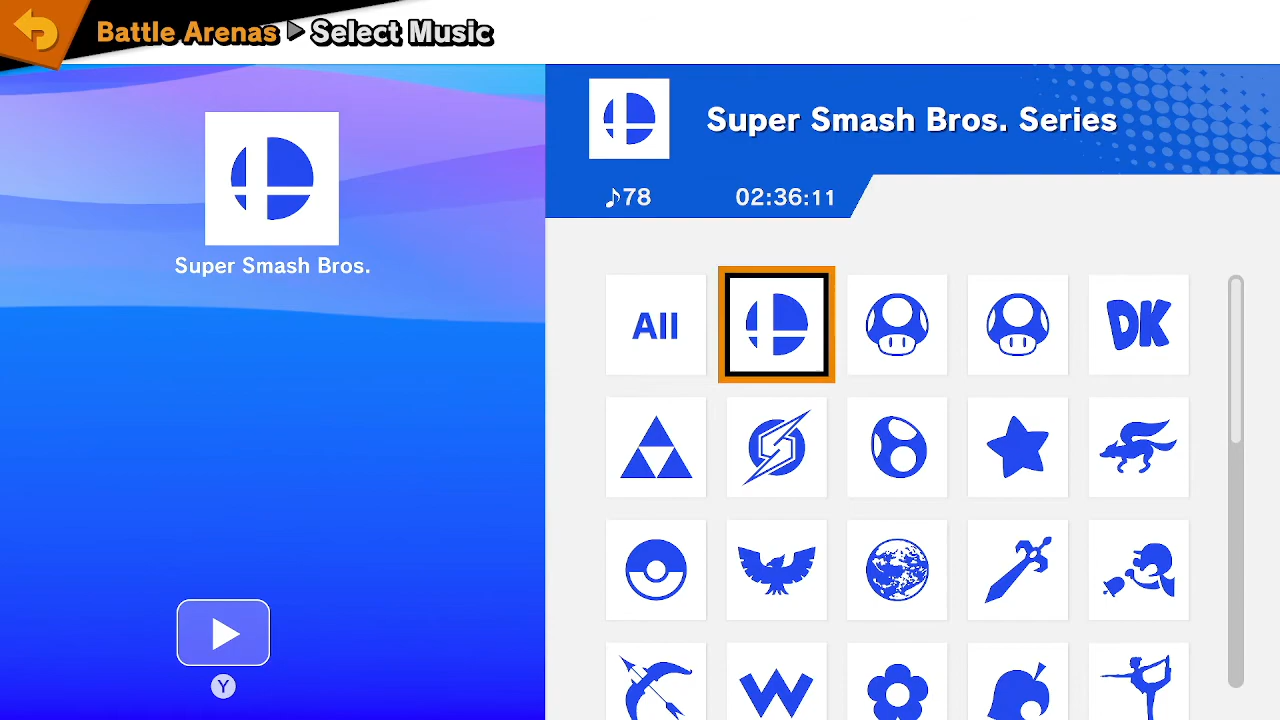 Battle Arenas ▶ Select Music
Super Smash Bros.
Y
Super Smash Bros. Series
♪78 02:36:11
All
DK